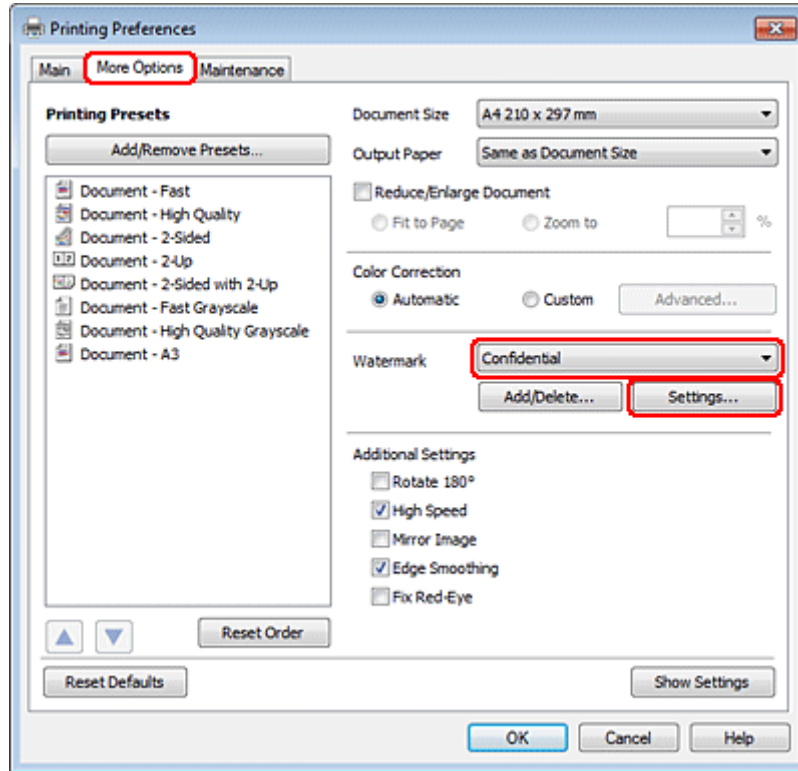 Printing Preferences
Main
More Options
Maintenance
Printing Presets
Add/Remove Presets...
Document - Fast
Document - High Quality
Document - 2-Sided
Document - 2-Up
Document - 2-Sided with 2-Up
Document - Fast Grayscale
Document - High Quality Grayscale
Document - A3
Reset Order
Document Size
A4 210 x 297 mm
Output Paper
Same as Document Size
Reduce/Enlarge Document
Fit to Page
Zoom to
%
Color Correction
Automatic
Custom
Advanced...
Watermark
Confidential
Add/Delete...
Settings...
Additional Settings
Rotate 180°
High Speed
Mirror Image
Edge Smoothing
Fix Red-Eye
Reset Defaults
Show Settings
OK
Cancel
Help